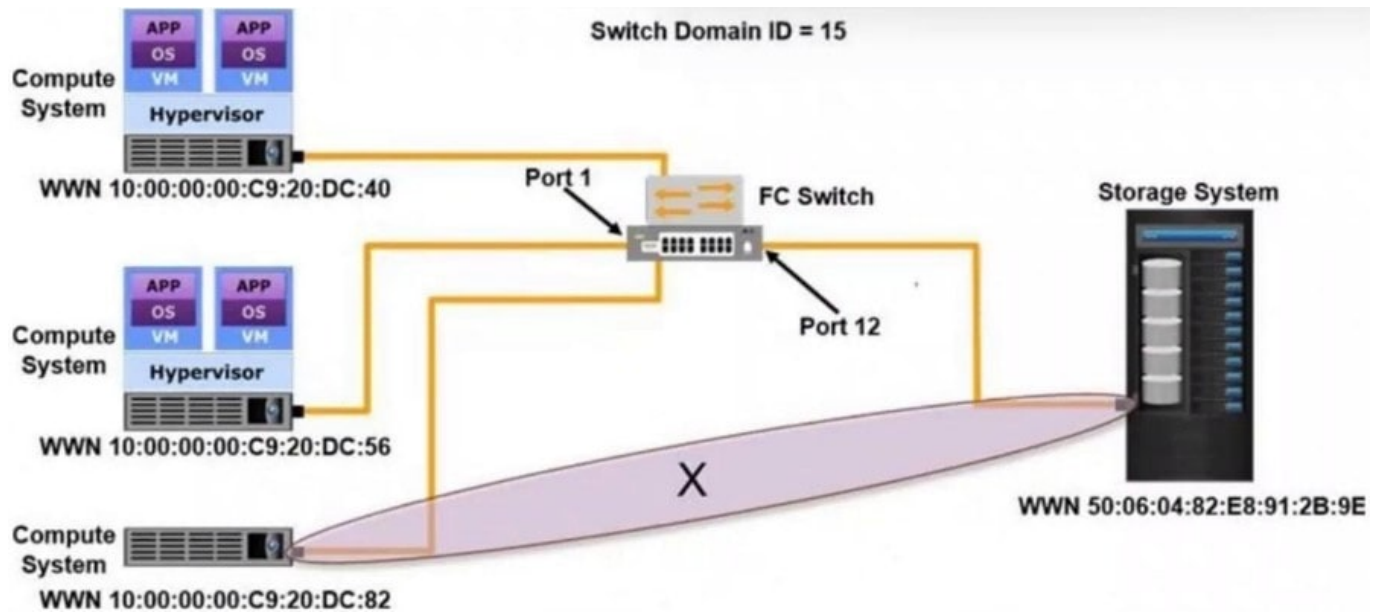 Switch Domain ID = 15
APP APP
OS OS
VM VM
Compute
System
Hypervisor
WWN 10:00:00:00:C9:20:DC:40
Port 1
FC Switch
Storage System
APP APP
OS OS
VM VM
Compute
System
Hypervisor
Port 12
WWN 10:00:00:00:C9:20:DC:56
X
WWN 50:06:04:82:E8:91:2B:9E
Compute
System
WWN 10:00:00:00:C9:20:DC:82